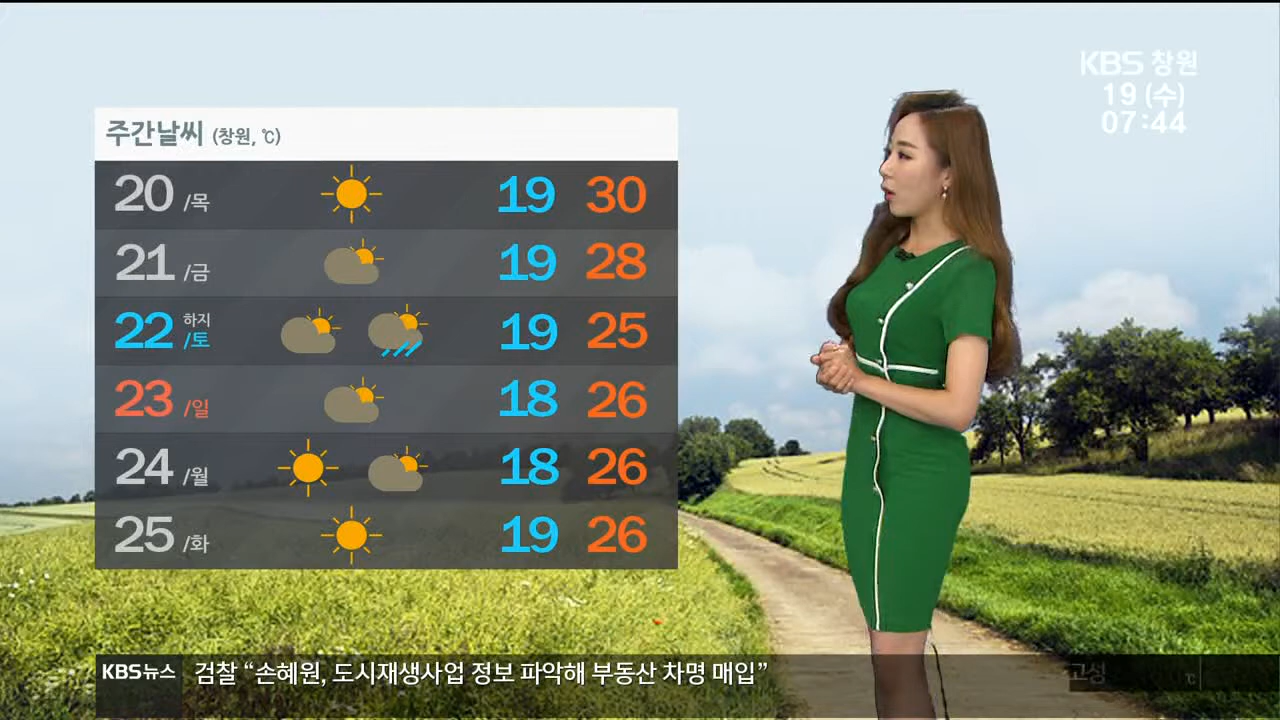 KBS 창원
19 (수)
07:44
주간날씨 (창원, ℃)
20 /목 19 30
21 /금 19 28
22 하지 /토 19 25
23 /일 18 26
24 /월 18 26
25 /화 19 26
KBS뉴스 검찰 “손혜원, 도시재생사업 정보 파악해 부동산 차명 매입”
고성 ℃